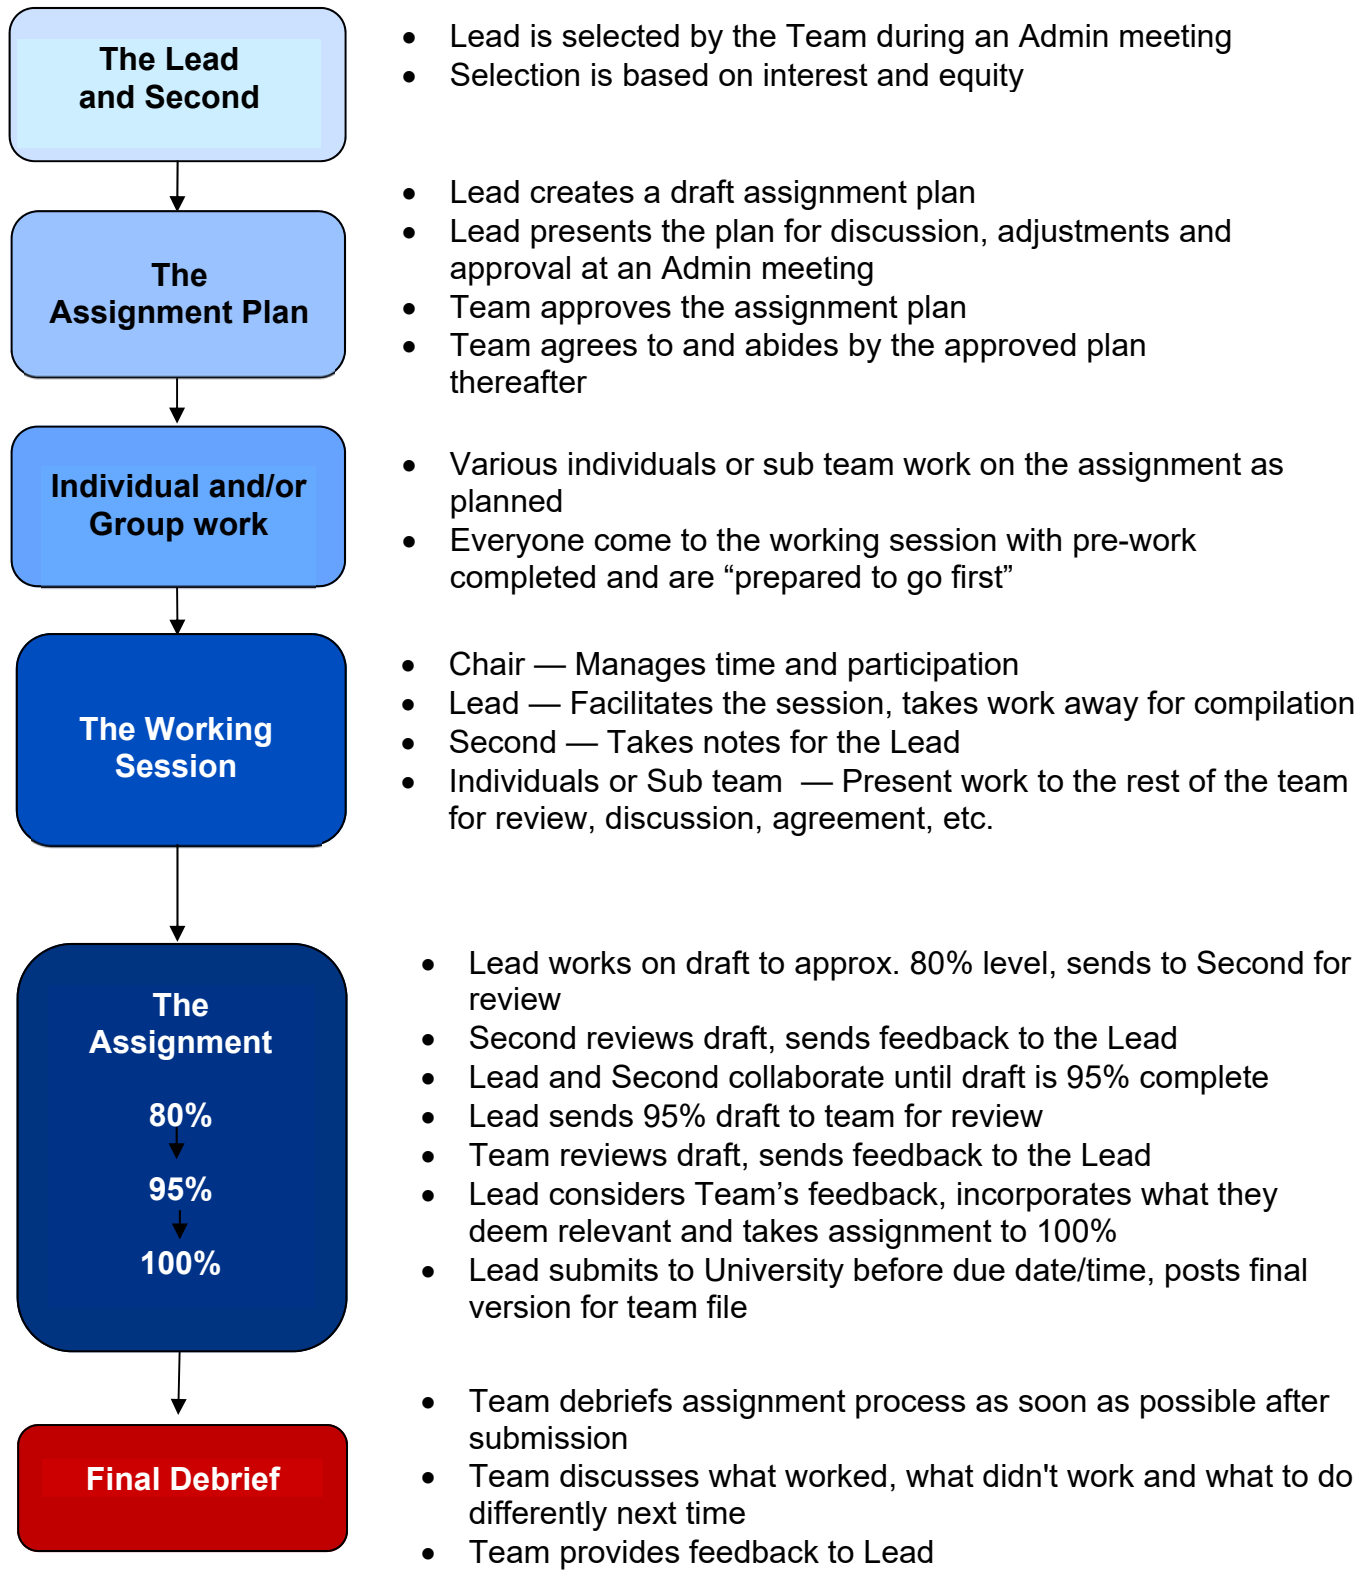 The Lead
and Second
• Lead is selected by the Team during an Admin meeting
• Selection is based on interest and equity
The
Assignment Plan
• Lead creates a draft assignment plan
• Lead presents the plan for discussion, adjustments and
approval at an Admin meeting
• Team approves the assignment plan
• Team agrees to and abides by the approved plan
thereafter
Individual and/or
Group work
• Various individuals or sub team work on the assignment as
planned
• Everyone come to the working session with pre-work
completed and are “prepared to go first”
The Working
Session
• Chair — Manages time and participation
• Lead — Facilitates the session, takes work away for compilation
• Second — Takes notes for the Lead
• Individuals or Sub team — Present work to the rest of the team
for review, discussion, agreement, etc.
The
Assignment
80%
95%
100%
• Lead works on draft to approx. 80% level, sends to Second for
review
• Second reviews draft, sends feedback to the Lead
• Lead and Second collaborate until draft is 95% complete
• Lead sends 95% draft to team for review
• Team reviews draft, sends feedback to the Lead
• Lead considers Team’s feedback, incorporates what they
deem relevant and takes assignment to 100%
• Lead submits to University before due date/time, posts final
version for team file
Final Debrief
• Team debriefs assignment process as soon as possible after
submission
• Team discusses what worked, what didn't work and what to do
differently next time
• Team provides feedback to Lead